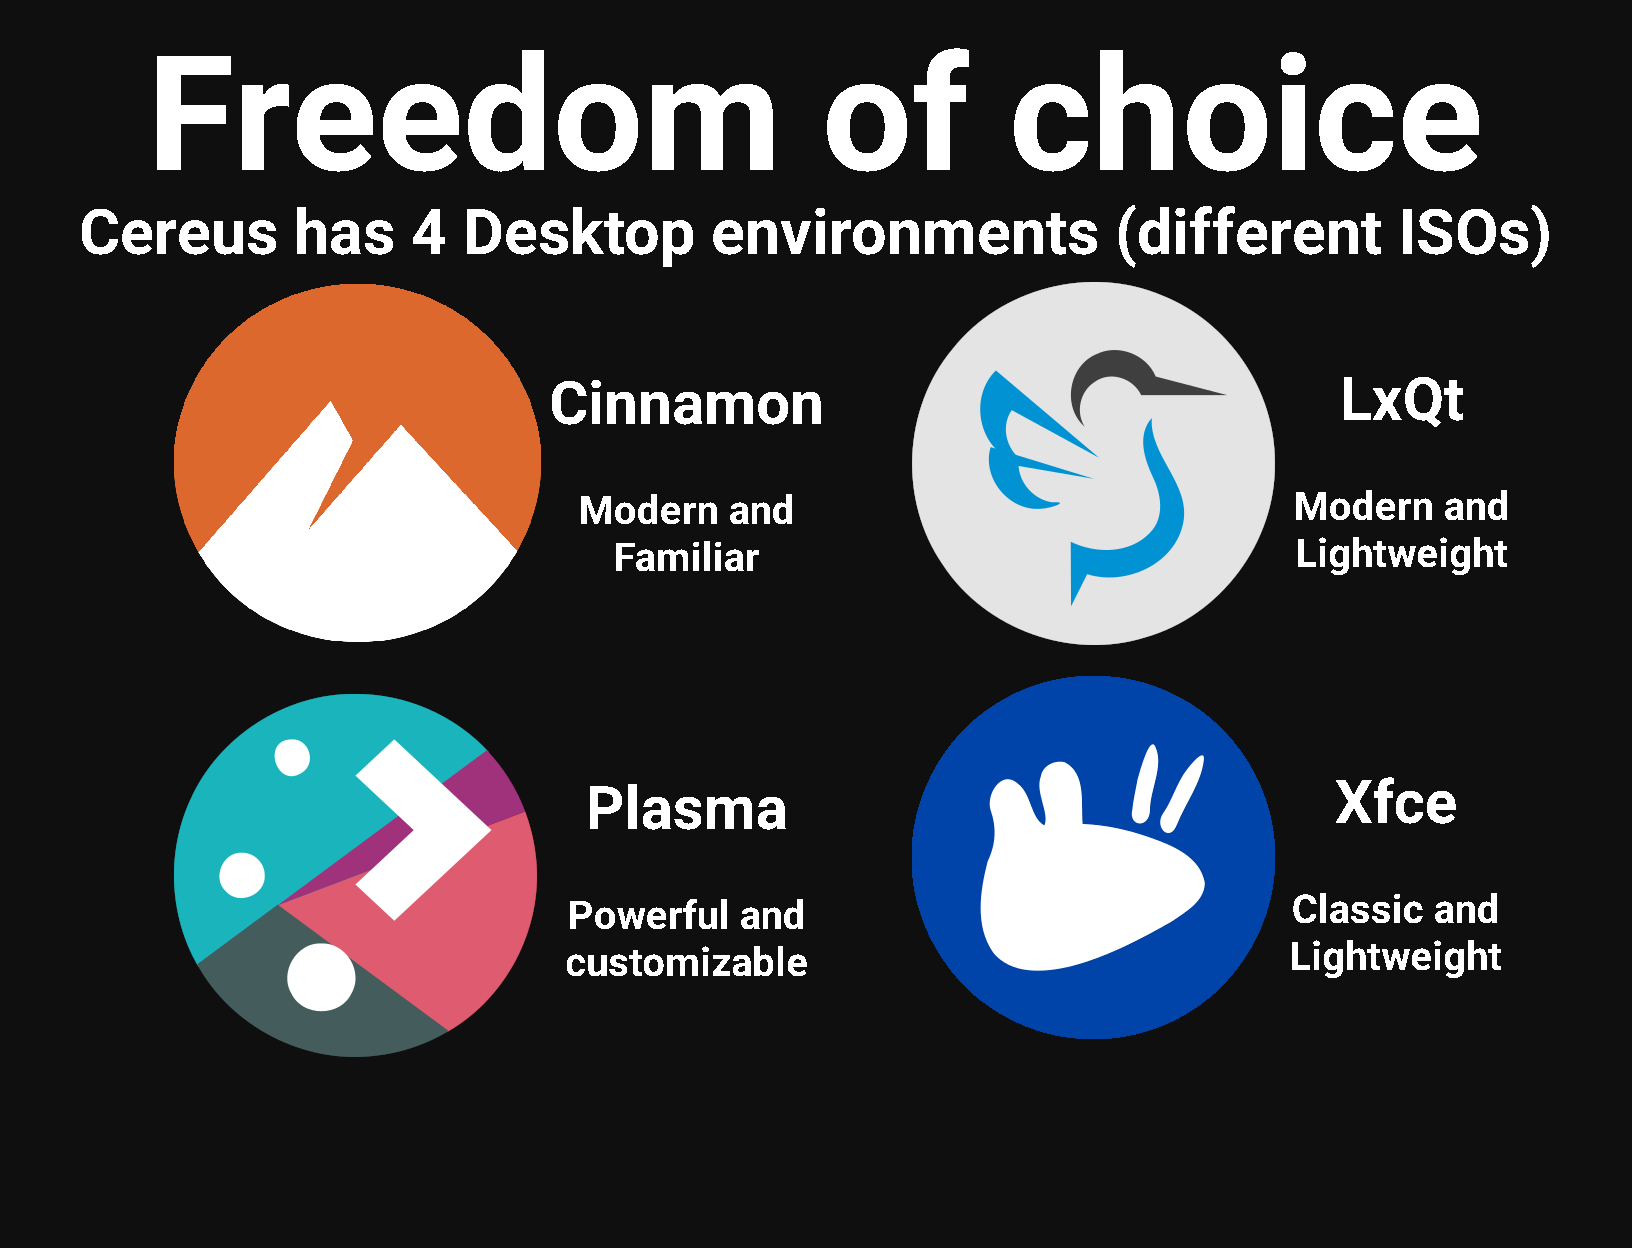 Freedom of choice
Cereus has 4 Desktop environments (different ISOs)
Cinnamon
Modern and
Familiar
LxQt
Modern and
Lightweight
Plasma
Powerful and
customizable
Xfce
Classic and
Lightweight